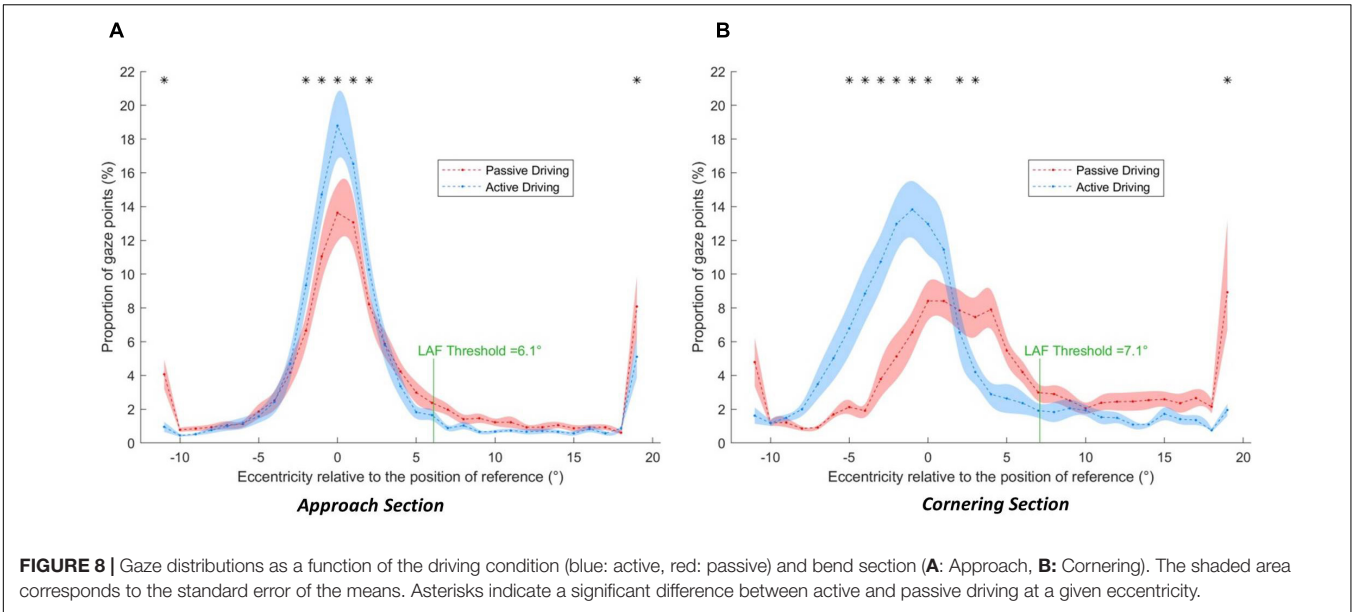 A
B
* * * * * * *
* * * * * * * * *
22
20
18
16
14
12
10
8
6
4
2
0
Proportion of gaze points (%)
Passive Driving
Active Driving
LAF Threshold =6.1°
-10 -5 0 5 10 15 20
Eccentricity relative to the position of reference (°)
Approach Section
22
20
18
16
14
12
10
8
6
4
2
0
Proportion of gaze points (%)
Passive Driving
Active Driving
LAF Threshold =7.1°
-10 -5 0 5 10 15 20
Eccentricity relative to the position of reference (°)
Cornering Section
FIGURE 8 | Gaze distributions as a function of the driving condition (blue: active, red: passive) and bend section (A: Approach, B: Cornering). The shaded area
corresponds to the standard error of the means. Asterisks indicate a significant difference between active and passive driving at a given eccentricity.